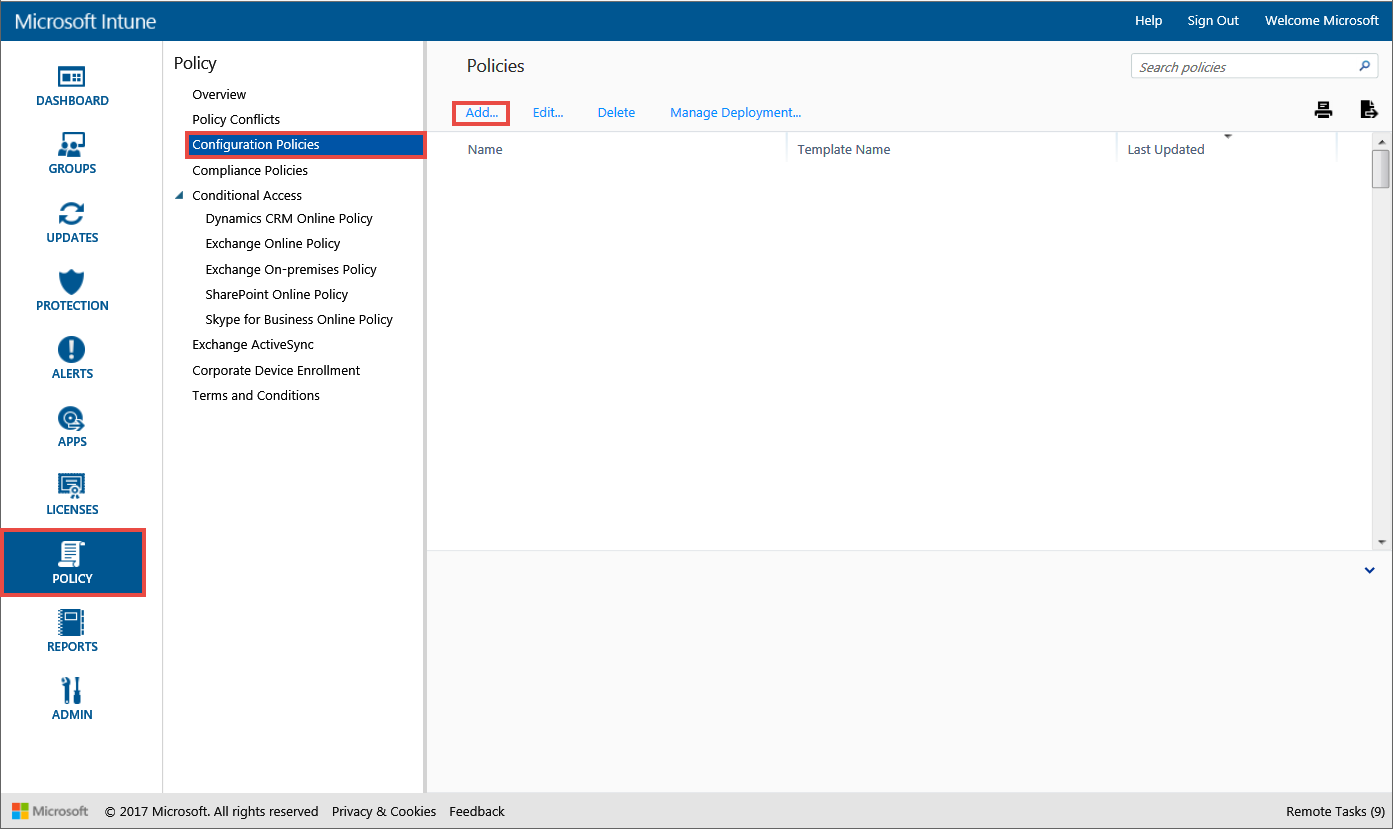 Microsoft Intune
Help
Sign Out
Welcome Microsoft
DASHBOARD
GROUPS
UPDATES
PROTECTION
ALERTS
APPS
LICENSES
POLICY
REPORTS
ADMIN
Policy
Overview
Policy Conflicts
Configuration Policies
Compliance Policies
Conditional Access
Dynamics CRM Online Policy
Exchange Online Policy
Exchange On-premises Policy
SharePoint Online Policy
Skype for Business Online Policy
Exchange ActiveSync
Corporate Device Enrollment
Terms and Conditions
Policies
Search policies
Add...
Edit...
Delete
Manage Deployment...
Name
Template Name
Last Updated
Microsoft
© 2017 Microsoft. All rights reserved
Privacy & Cookies
Feedback
Remote Tasks (9)